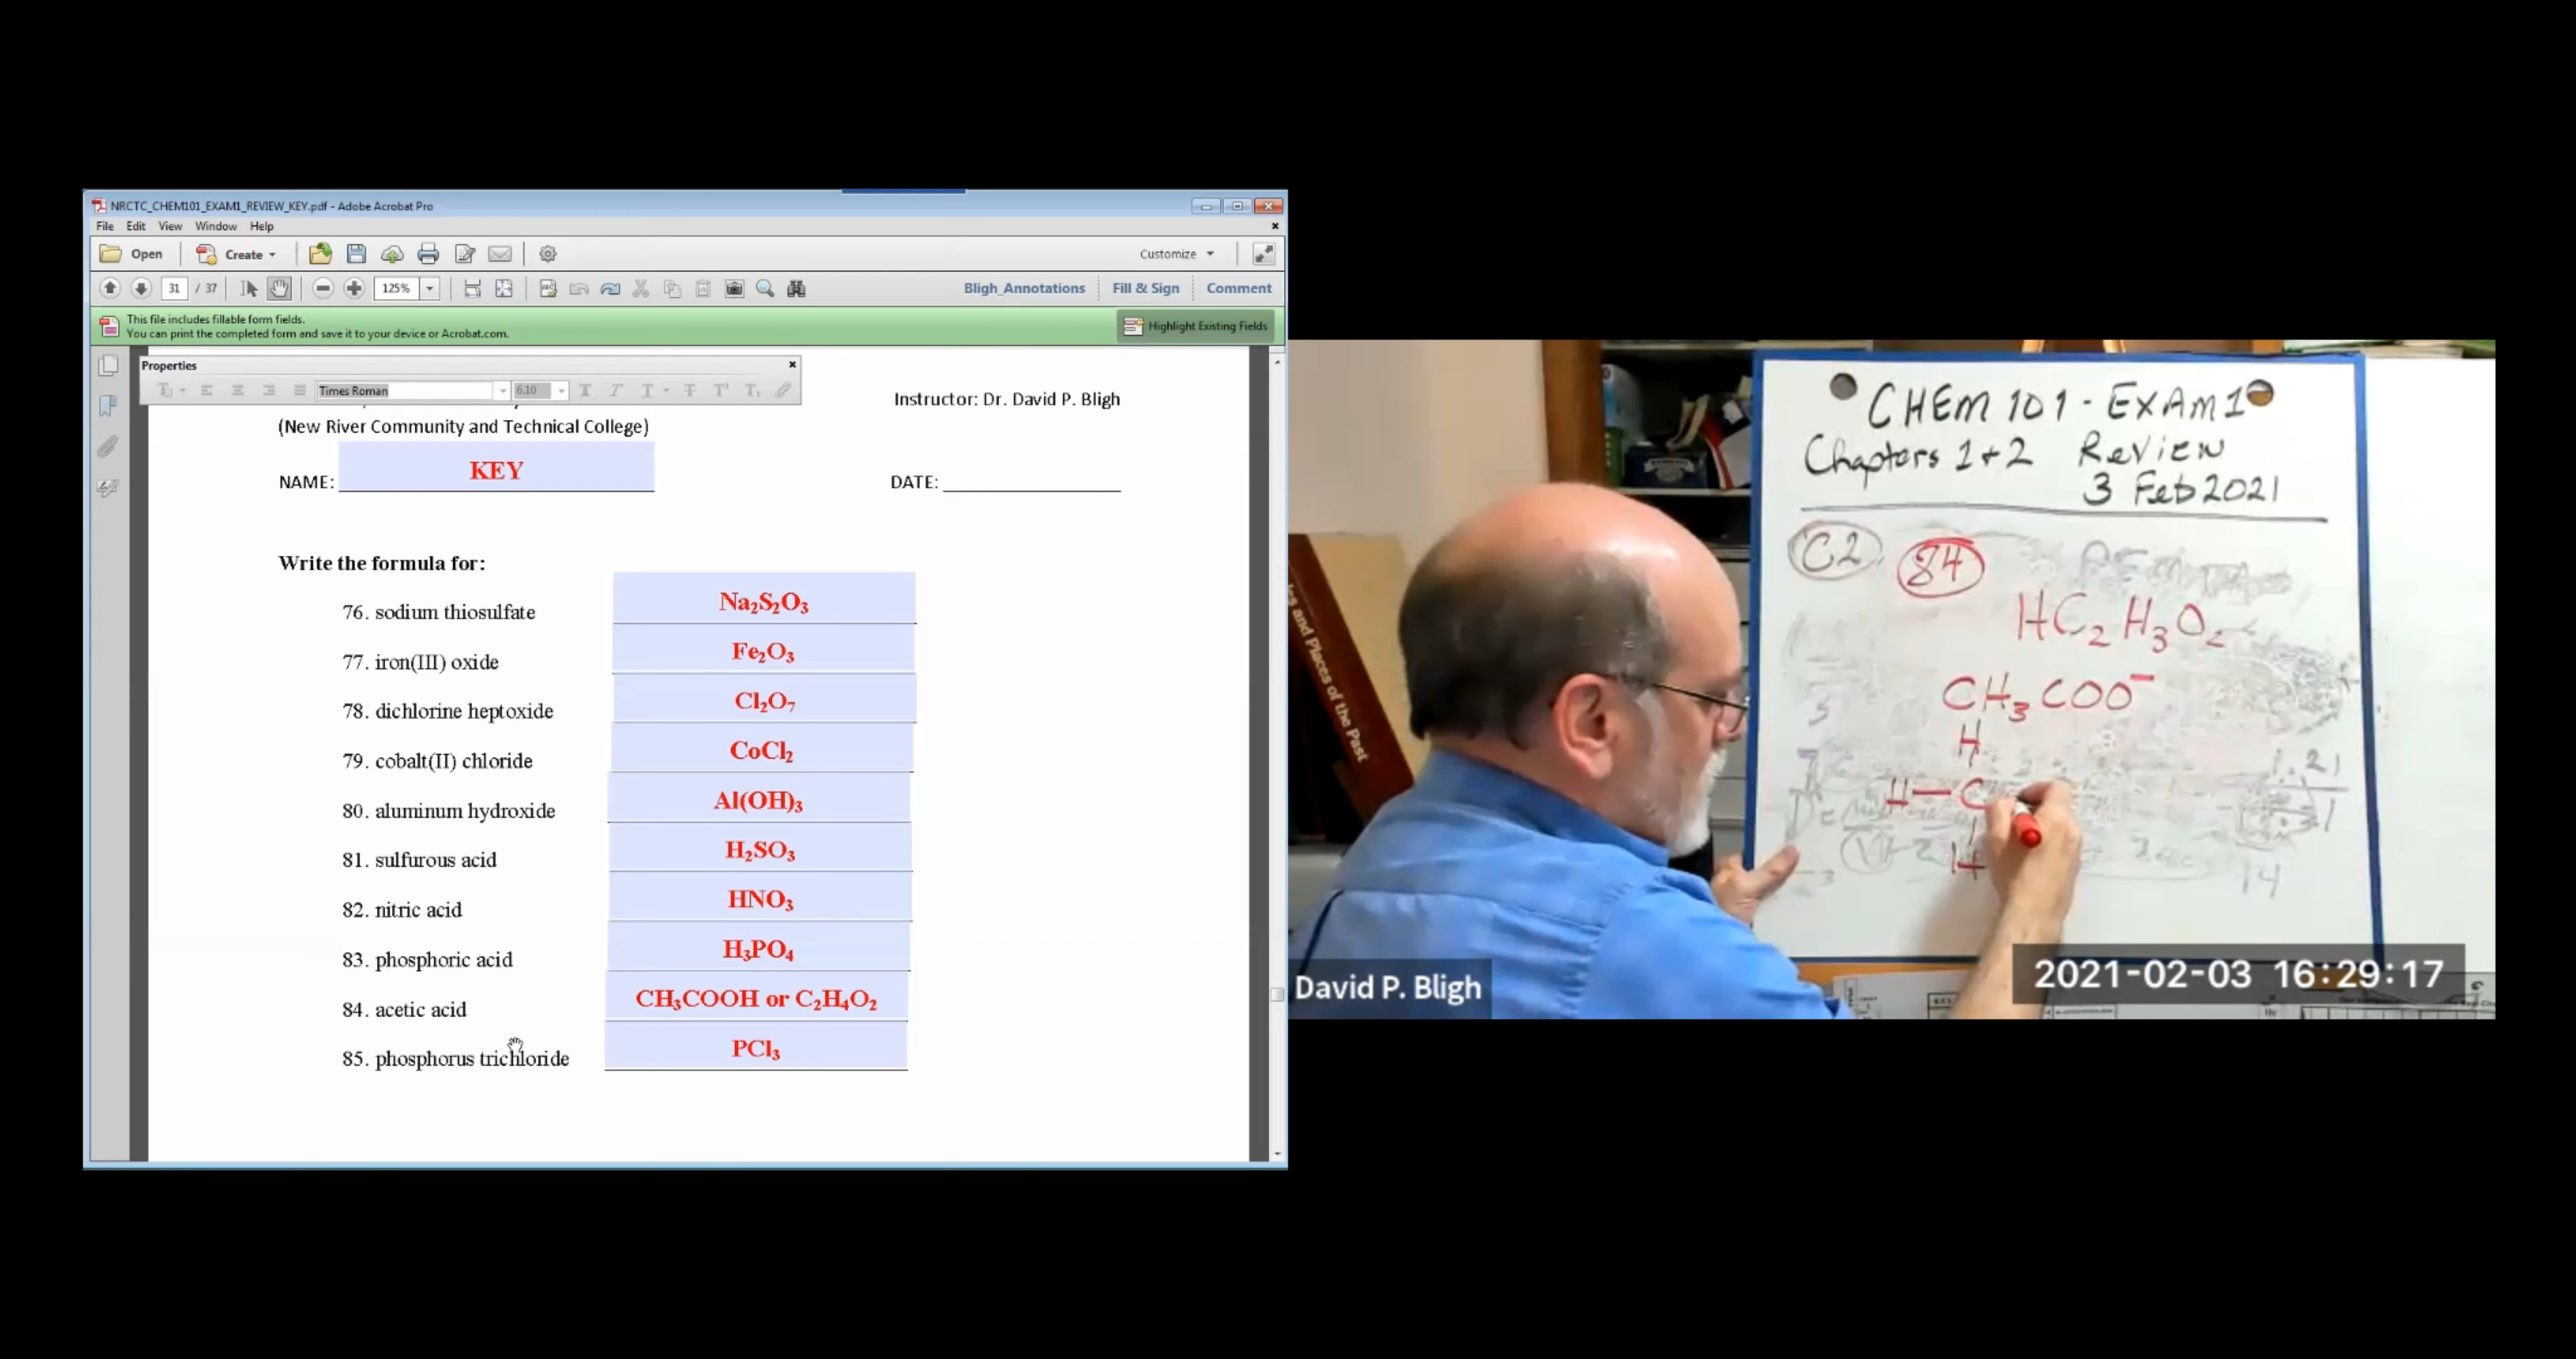 NRCTC_CHEM101_EXAM1_REVIEW_KEY.pdf - Adobe Acrobat Pro
File Edit View Window Help
Open Create Customize
31 / 37 125% Bligh_Annotations Fill & Sign Comment
This file includes fillable form fields.
You can print the completed form and save it to your device or Acrobat.com.
Highlight Existing Fields
Properties
Times Roman 6.10
Instructor: Dr. David P. Bligh
(New River Community and Technical College)
NAME: KEY DATE:
Write the formula for:
76. sodium thiosulfate Na₂S₂O₃
77. iron(III) oxide Fe₂O₃
78. dichlorine heptoxide Cl₂O₇
79. cobalt(II) chloride CoCl₂
80. aluminum hydroxide Al(OH)₃
81. sulfurous acid H₂SO₃
82. nitric acid HNO₃
83. phosphoric acid H₃PO₄
84. acetic acid CH₃COOH or C₂H₄O₂
85. phosphorus trichloride PCl₃
CHEM 101 - EXAM 1
Chapters 1 + 2 Review
3 Feb 2021
C2 84
HC₂H₃O₂
CH₃COO⁻
H
H—C
H
and Places of the Past
David P. Bligh
2021-02-03 16:29:17